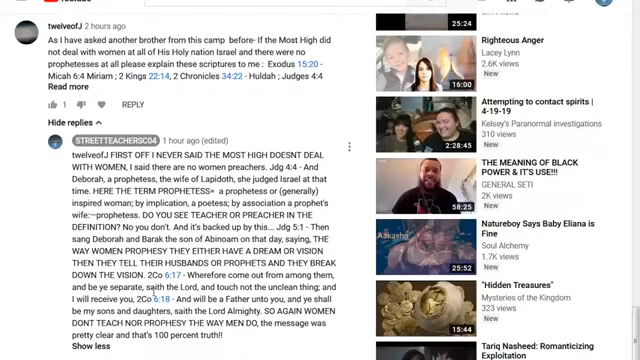 twelveofJ 2 hours ago
As I have asked another brother from this camp before- If the Most High did
not deal with women at all of His Holy nation Israel and there were no
prophetesses at all please explain these scriptures to me : Exodus 15:20 -
Micah 6:4 Miriam ; 2 Kings 22:14, 2 Chronicles 34:22 - Huldah ; Judges 4:4
Read more
1 REPLY
Hide replies
STREETTEACHERSC04 1 hour ago (edited)
twelveofJ FIRST OFF I NEVER SAID THE MOST HIGH DOESNT DEAL
WITH WOMEN, I said there are no women preachers. Jdg 4:4 - And
Deborah, a prophetess, the wife of Lapidoth, she judged Israel at that
time. HERE THE TERM PROPHETESS= a prophetess or (generally)
inspired woman; by implication, a poetess; by association a prophet's
wife:—prophetess. DO YOU SEE TEACHER OR PREACHER IN THE
DEFINITION? No you don't. And it's backed up by this... Jdg 5:1 - Then
sang Deborah and Barak the son of Abinoam on that day, saying, THE
WAY WOMEN PROPHESY THEY EITHER HAVE A DREAM OR VISION
THEN THEY TELL THEIR HUSBANDS OR PROPHETS AND THEY BREAK
DOWN THE VISION. 2Co 6:17 - Wherefore come out from among them,
and be ye separate, saith the Lord, and touch not the unclean thing; and
I will receive you, 2Co 6:18 - And will be a Father unto you, and ye shall
be my sons and daughters, saith the Lord Almighty. SO AGAIN WOMEN
DONT TEACH NOR PROPHESY THE WAY MEN DO, the message was
pretty clear and that's 100 percent truth!!
Show less
25:24
Righteous Anger
Lacey Lynn
2.6K views
New
16:00
Attempting to contact spirits |
4-19-19
Kelsey's Paranormal investigations
310 views
New
2:28:45
THE MEANING OF BLACK
POWER & IT'S USE!!!
GENERAL SETI
2K views
New
58:25
Natureboy Says Baby Eliana is
Fine
Soul Alchemy
1.7K views
New
"Hidden Treasures"
Mysteries of the Kingdom
323 views
New
15:44
Tariq Nasheed: Romanticizing
Exploitation